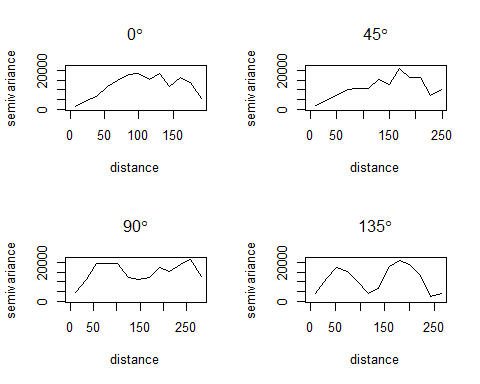 0°
semivariance
0 20000
0 50 100 150
distance
45°
semivariance
0 20000
0 50 150 250
distance
90°
semivariance
0 20000
0 50 150 250
distance
135°
semivariance
0 20000
0 50 150 250
distance